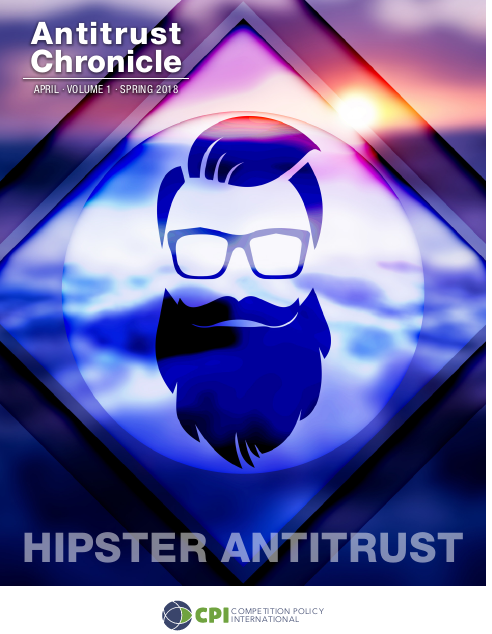 Antitrust
Chronicle
APRIL · VOLUME 1 · SPRING 2018
HIPSTER ANTITRUST
CPI COMPETITION POLICY
INTERNATIONAL